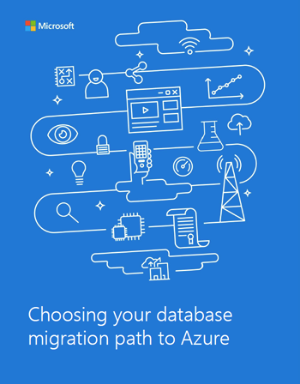 Microsoft
Choosing your database
migration path to Azure